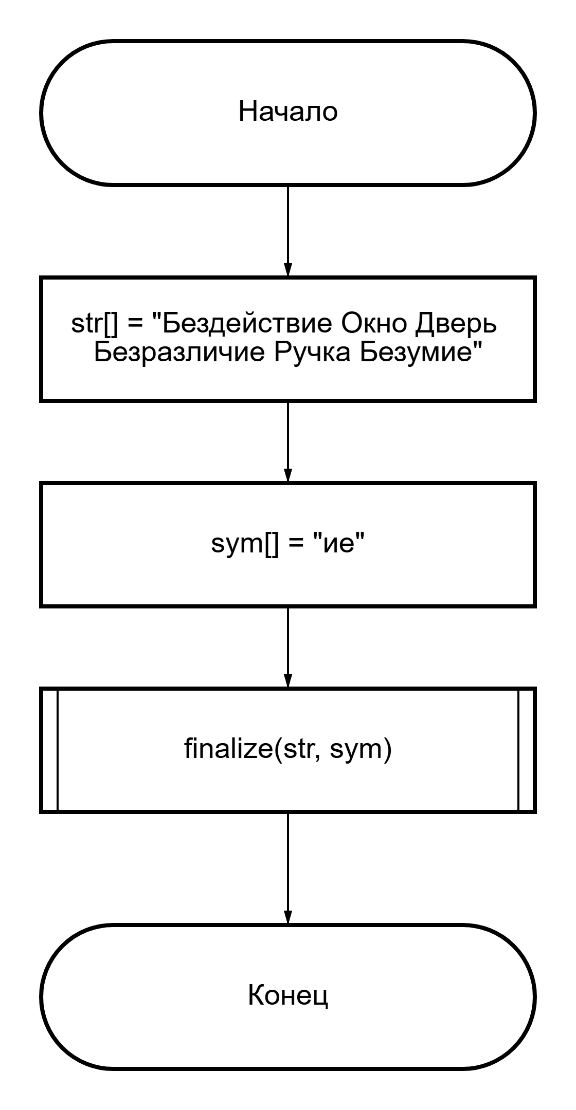 Начало
str[] = "Бездействие Окно Дверь
Безразличие Ручка Безумие"
sym[] = "ие"
finalize(str, sym)
Конец